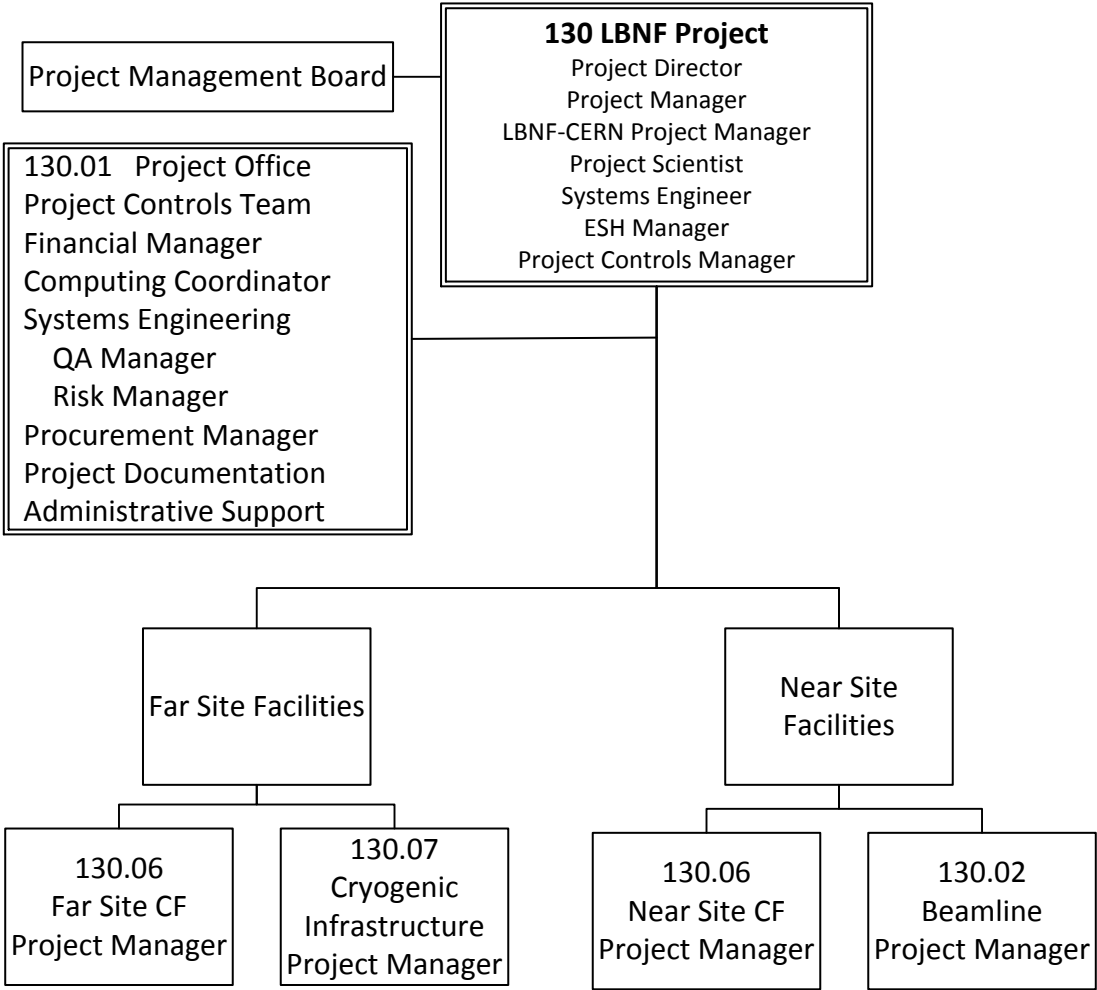 130 LBNF Project
Project Director
Project Manager
LBNF-CERN Project Manager
Project Scientist
Systems Engineer
ESH Manager
Project Controls Manager
Project Management Board
130.01 Project Office
Project Controls Team
Financial Manager
Computing Coordinator
Systems Engineering
QA Manager
Risk Manager
Procurement Manager
Project Documentation
Administrative Support
Far Site Facilities
Near Site
Facilities
130.06
Far Site CF
Project Manager
130.07
Cryogenic
Infrastructure
Project Manager
130.06
Near Site CF
Project Manager
130.02
Beamline
Project Manager